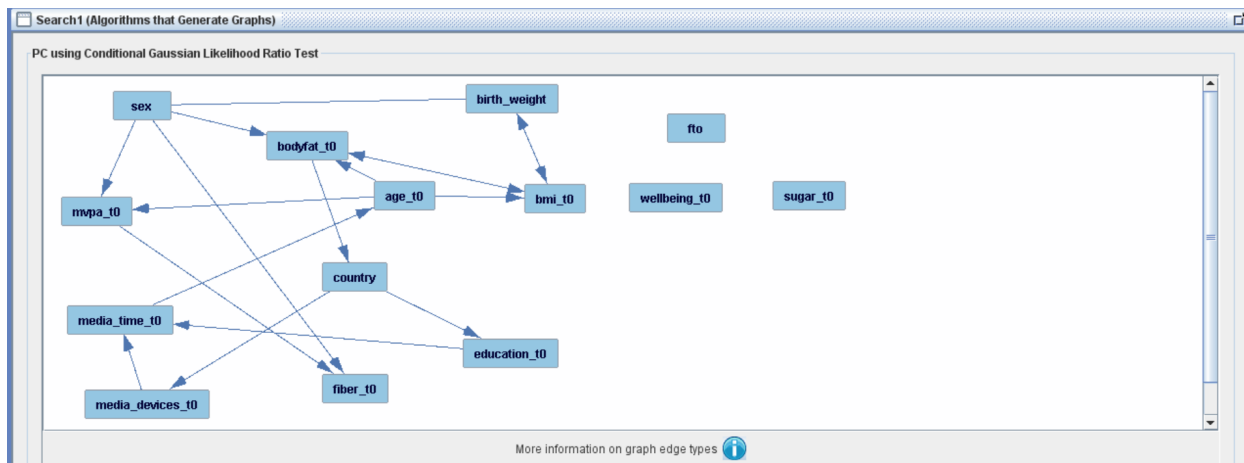 Search1 (Algorithms that Generate Graphs)
PC using Conditional Gaussian Likelihood Ratio Test
sex
birth_weight
fto
bodyfat_t0
mvpa_t0
age_t0
bmi_t0
wellbeing_t0
sugar_t0
country
media_time_t0
education_t0
fiber_t0
media_devices_t0
More information on graph edge types